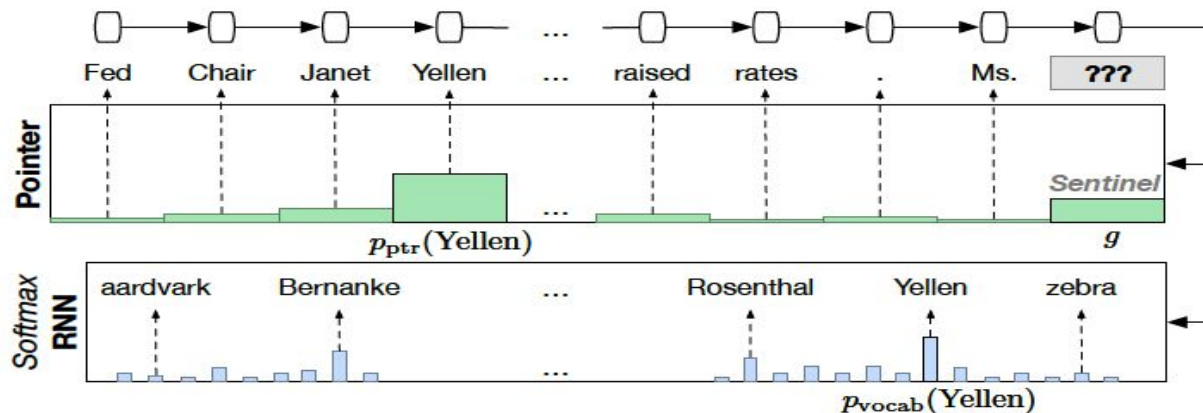 Fed Chair Janet Yellen ... raised rates . Ms. ???
Pointer
Sentinel
...
p_ptr(Yellen) g
aardvark Bernanke ... Rosenthal Yellen zebra
Softmax
RNN
...
p_vocab(Yellen)